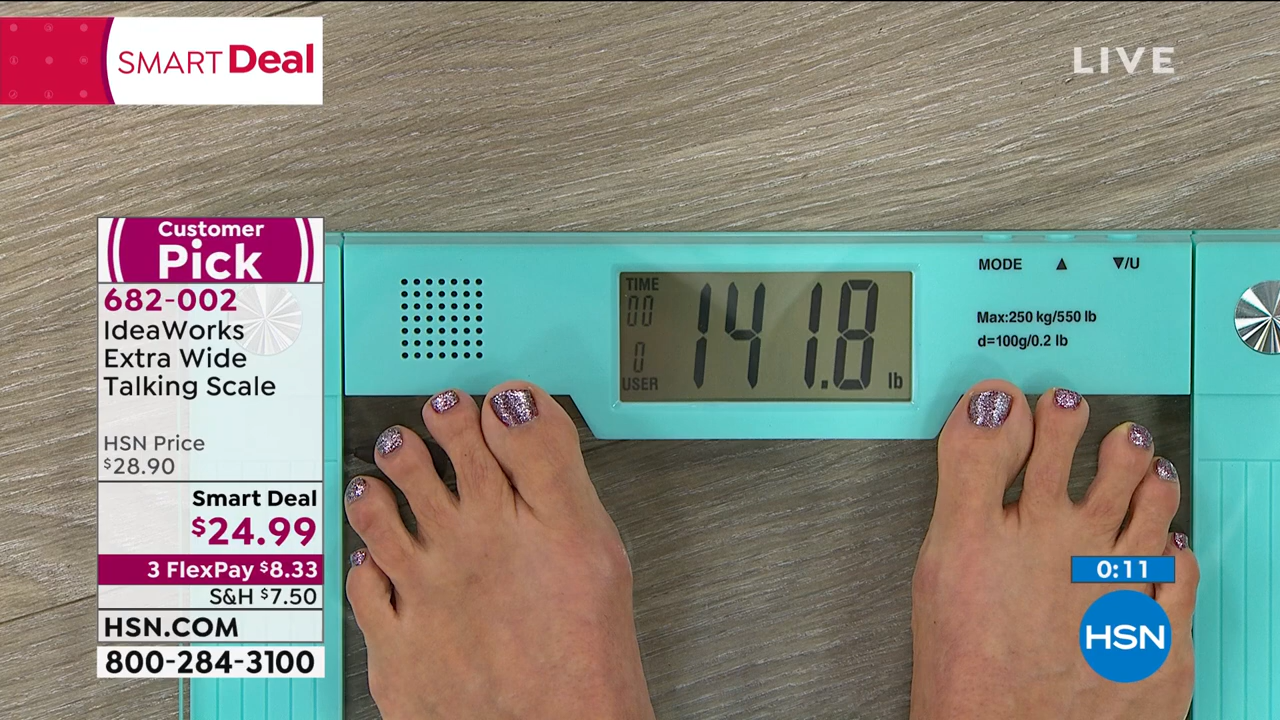 SMART Deal
LIVE
Customer
Pick
682-002
IdeaWorks
Extra Wide
Talking Scale
HSN Price
$28.90
Smart Deal
$24.99
3 FlexPay $8.33
S&H $7.50
HSN.COM
800-284-3100
TIME
00
0
USER
141.8 lb
MODE ▲ ▼/U
Max:250 kg/550 lb
d=100g/0.2 lb
0:11
HSN